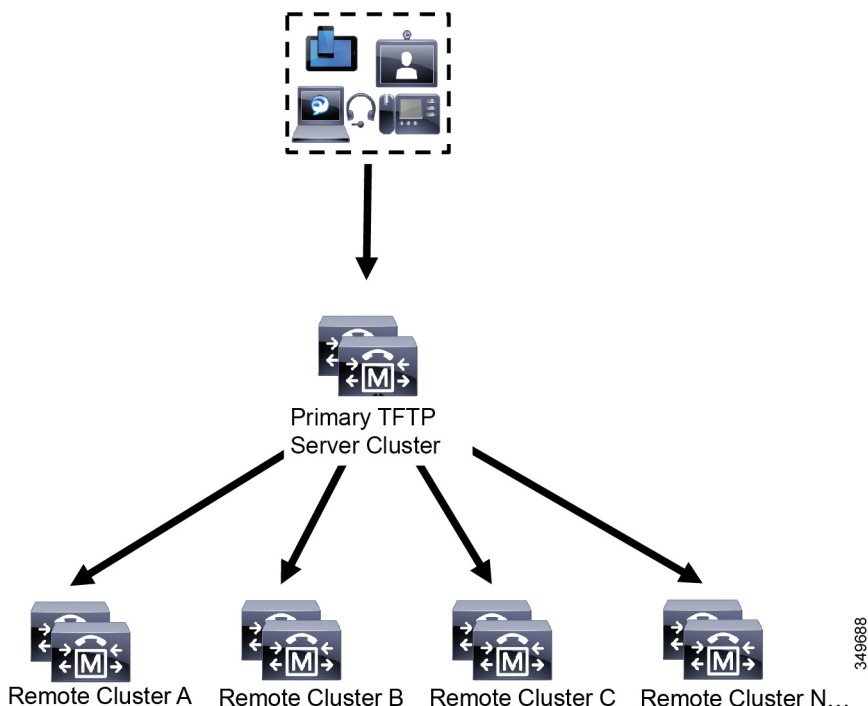 M
Primary TFTP
Server Cluster
M
Remote Cluster A
M
Remote Cluster B
M
Remote Cluster C
M
Remote Cluster N...
349688